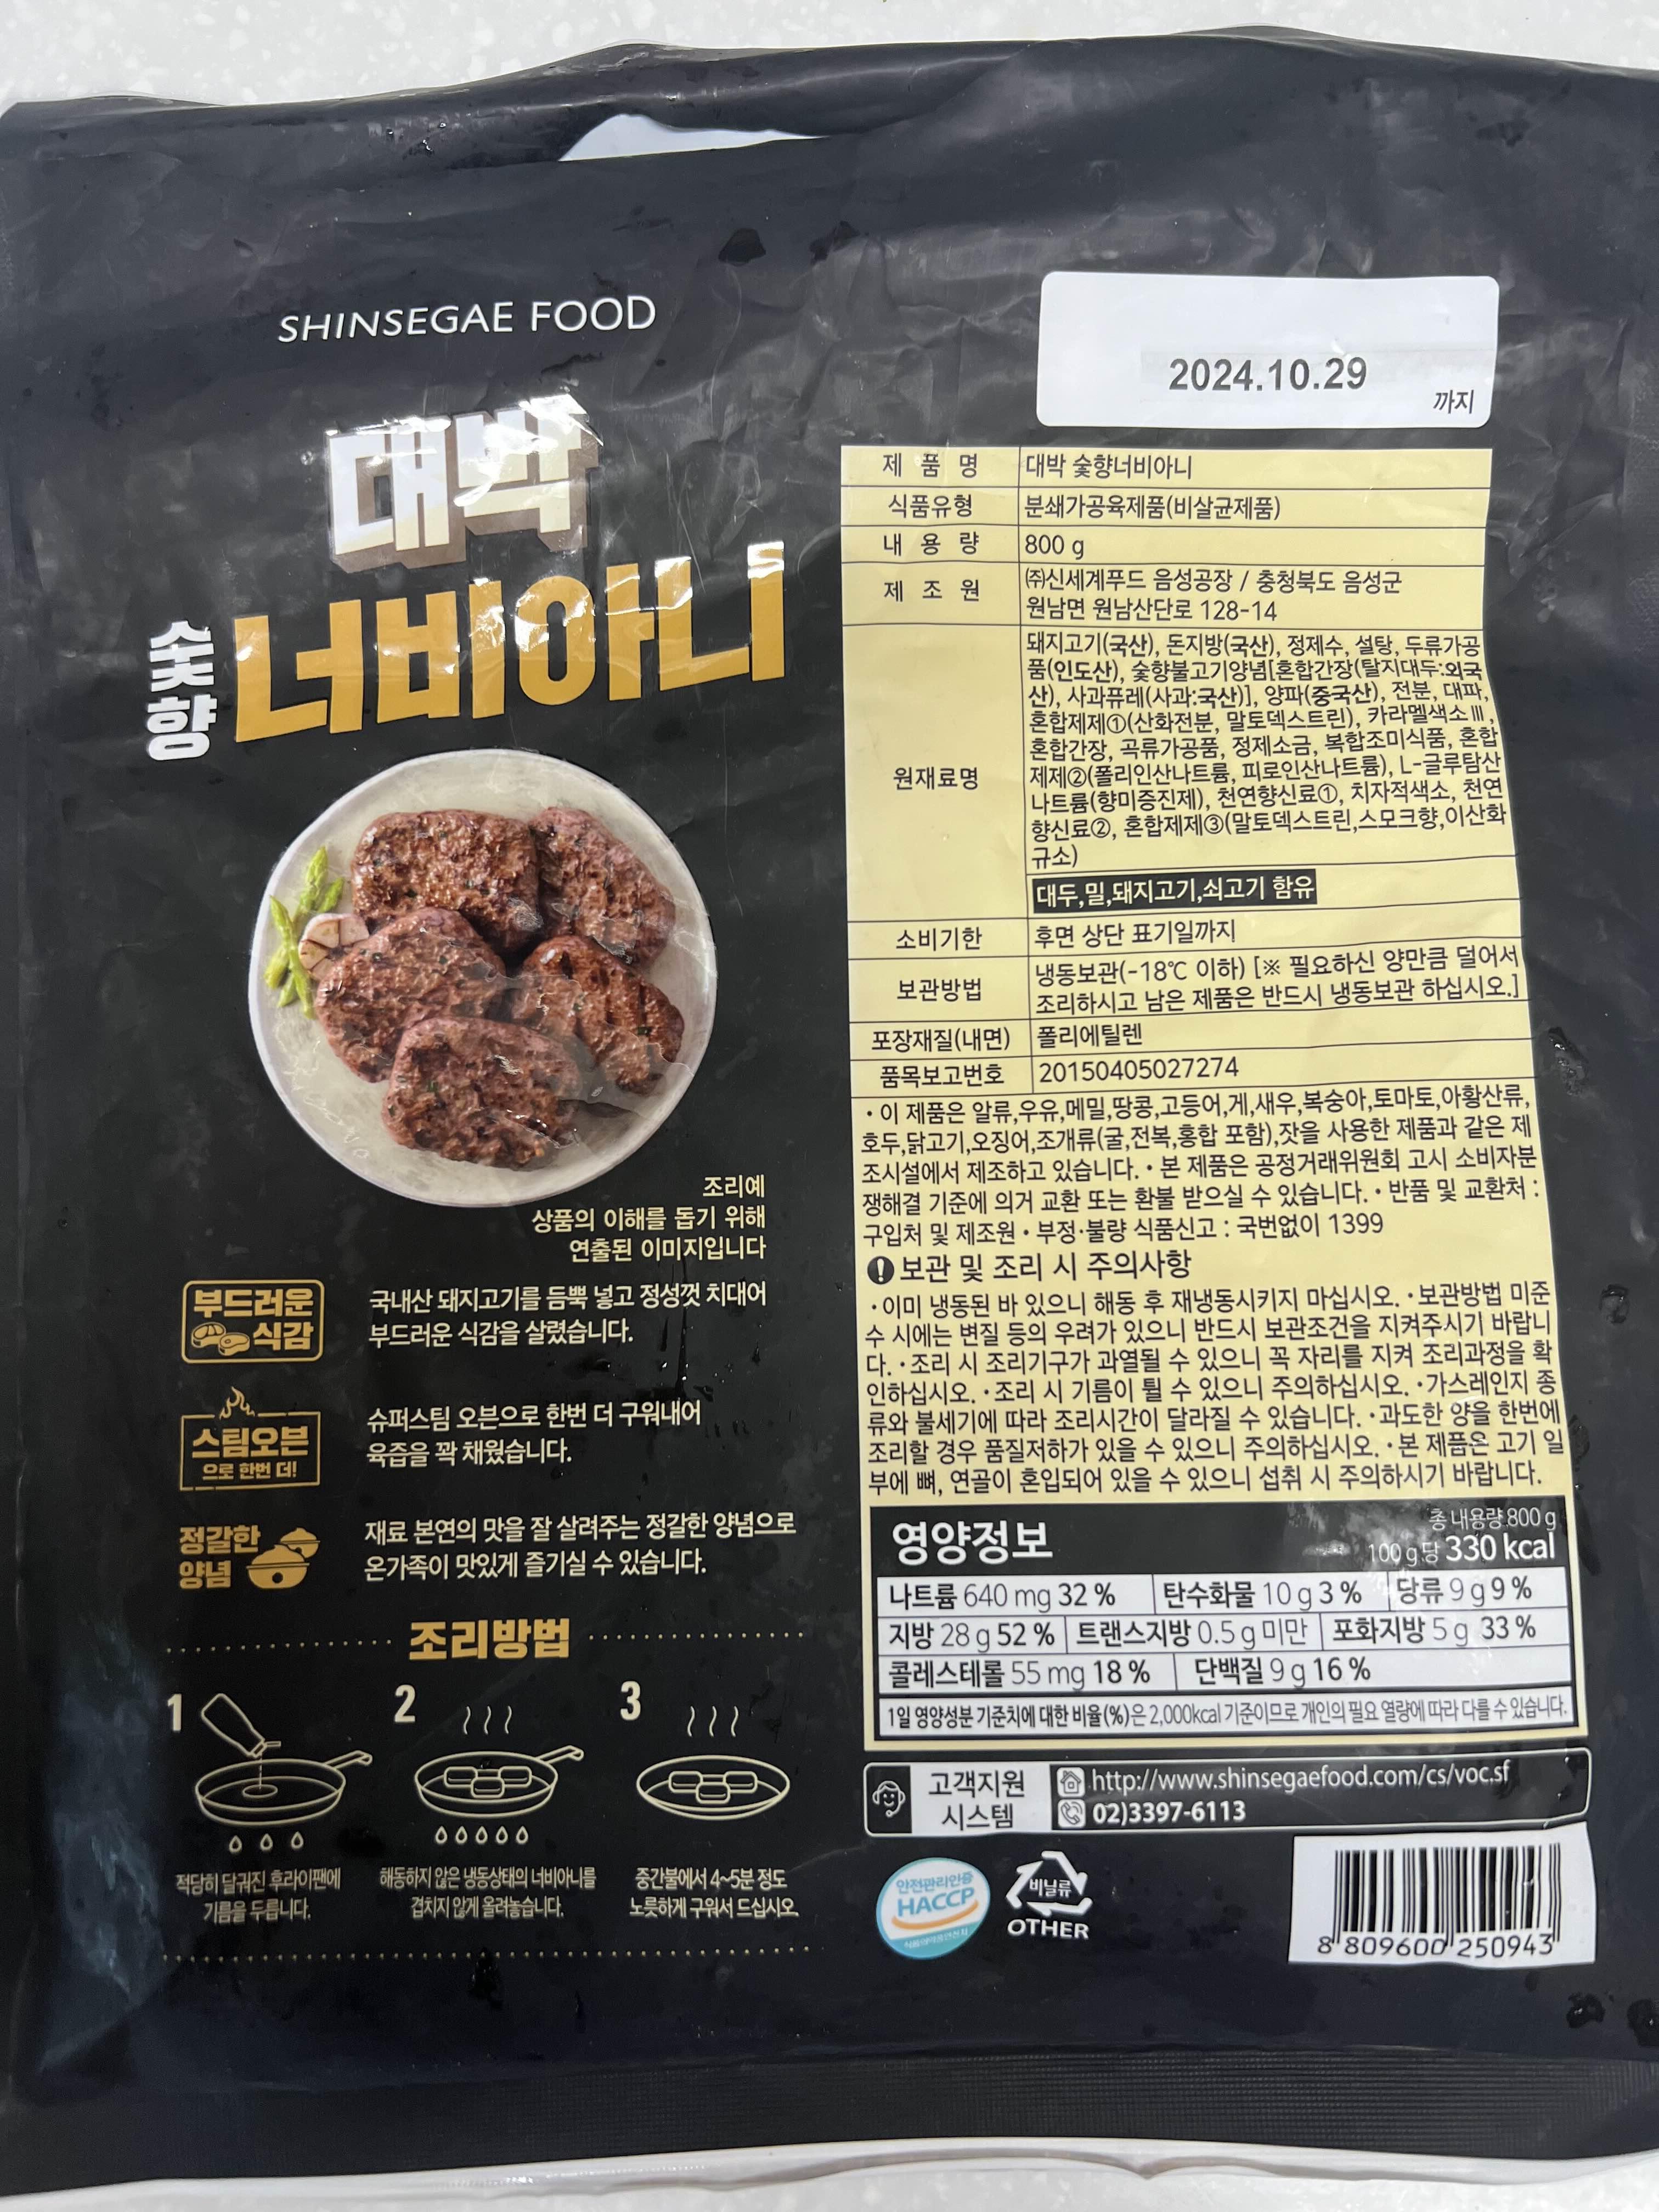 SHINSEGAE FOOD
대박
숯향
너비아니
조리예
상품의 이해를 돕기 위해
연출된 이미지입니다
부드러운
식감
국내산 돼지고기를 듬뿍 넣고 정성껏 치대어
부드러운 식감을 살렸습니다.
스팀오븐
으로 한번 더!
슈퍼스팀 오븐으로 한번 더 구워내어
육즙을 꽉 채웠습니다.
정갈한
양념
재료 본연의 맛을 잘 살려주는 정갈한 양념으로
온가족이 맛있게 즐기실 수 있습니다.
조리방법
1
적당히 달궈진 후라이팬에
기름을 두릅니다.
2
해동하지 않은 냉동상태의 너비아니를
겹치지 않게 올려놓습니다.
3
중간불에서 4~5분 정도
노릇하게 구워서 드십시오.
2024.10.29
까지
제 품 명 대박 숯향너비아니
식품유형 분쇄가공육제품(비살균제품)
내 용 량 800 g
제 조 원 ㈜신세계푸드 음성공장 / 충청북도 음성군
원남면 원남산단로 128-14
원재료명
돼지고기(국산), 돈지방(국산), 정제수, 설탕, 두류가공
품(인도산), 숯향불고기양념[혼합간장(탈지대두:외국
산), 사과퓨레(사과:국산)], 양파(중국산), 전분, 대파,
혼합제제①(산화전분, 말토덱스트린), 카라멜색소Ⅲ,
혼합간장, 곡류가공품, 정제소금, 복합조미식품, 혼합
제제②(폴리인산나트륨, 피로인산나트륨), L-글루탐산
나트륨(향미증진제), 천연향신료①, 치자적색소, 천연
향신료②, 혼합제제③(말토덱스트린,스모크향,이산화
규소)
대두,밀,돼지고기,쇠고기 함유
소비기한 후면 상단 표기일까지
보관방법 냉동보관(-18℃ 이하) [※ 필요하신 양만큼 덜어서
조리하시고 남은 제품은 반드시 냉동보관 하십시오.]
포장재질(내면) 폴리에틸렌
품목보고번호 20150405027274
• 이 제품은 알류,우유,메밀,땅콩,고등어,게,새우,복숭아,토마토,아황산류,
호두,닭고기,오징어,조개류(굴,전복,홍합 포함),잣을 사용한 제품과 같은 제
조시설에서 제조하고 있습니다. • 본 제품은 공정거래위원회 고시 소비자분
쟁해결 기준에 의거 교환 또는 환불 받으실 수 있습니다. • 반품 및 교환처 :
구입처 및 제조원 • 부정·불량 식품신고 : 국번없이 1399
! 보관 및 조리 시 주의사항
·이미 냉동된 바 있으니 해동 후 재냉동시키지 마십시오. ·보관방법 미준
수 시에는 변질 등의 우려가 있으니 반드시 보관조건을 지켜주시기 바랍니
다. ·조리 시 조리기구가 과열될 수 있으니 꼭 자리를 지켜 조리과정을 확
인하십시오. ·조리 시 기름이 튈 수 있으니 주의하십시오. ·가스레인지 종
류와 불세기에 따라 조리시간이 달라질 수 있습니다. ·과도한 양을 한번에
조리할 경우 품질저하가 있을 수 있으니 주의하십시오. ·본 제품은 고기 일
부에 뼈, 연골이 혼입되어 있을 수 있으니 섭취 시 주의하시기 바랍니다.
영양정보
총 내용량 800 g
100 g 당 330 kcal
나트륨 640 mg 32 % 탄수화물 10 g 3 % 당류 9 g 9 %
지방 28 g 52 % 트랜스지방 0.5 g 미만 포화지방 5 g 33 %
콜레스테롤 55 mg 18 % 단백질 9 g 16 %
1일 영양성분 기준치에 대한 비율(%)은 2,000kcal 기준이므로 개인의 필요 열량에 따라 다를 수 있습니다.
고객지원
시스템
http://www.shinsegaefood.com/cs/voc.sf
02)3397-6113
안전관리인증
HACCP
비닐류
OTHER
8 809600 250943